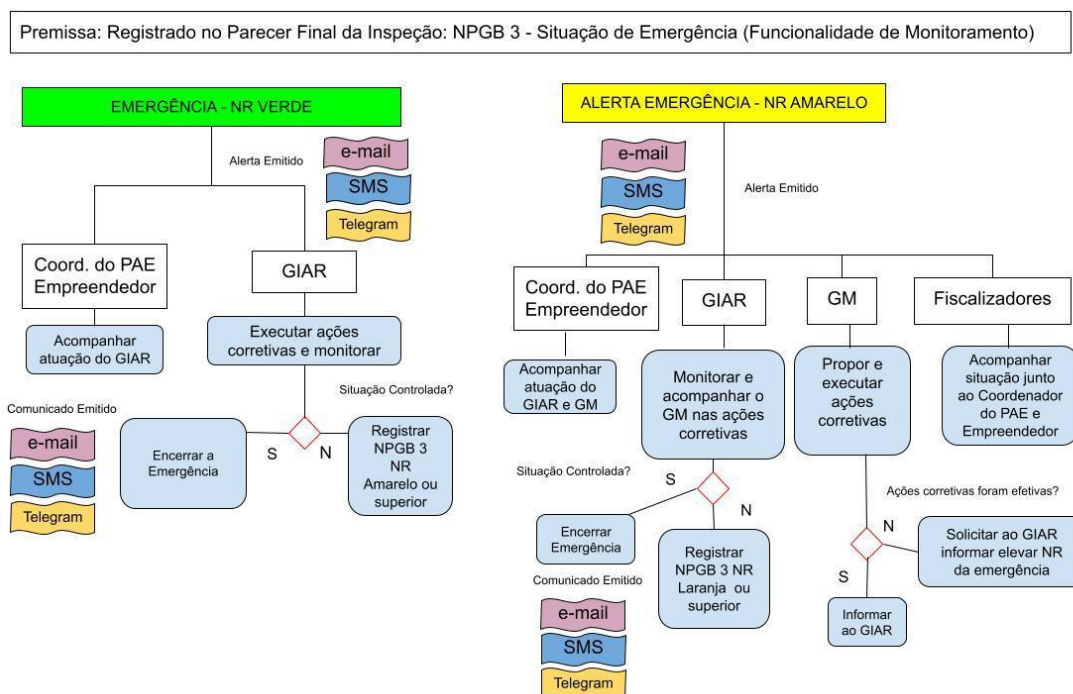 Premissa: Registrado no Parecer Final da Inspeção: NPGB 3 - Situação de Emergência (Funcionalidade de Monitoramento)
EMERGÊNCIA - NR VERDE
Alerta Emitido
e-mail
SMS
Telegram
Coord. do PAE
Empreendedor
GIAR
Acompanhar
atuação do GIAR
Executar ações
corretivas e monitorar
Situação Controlada?
Comunicado Emitido
e-mail
SMS
Telegram
Encerrar a
Emergência
S
N
Registrar
NPGB 3
NR
Amarelo ou
superior
ALERTA EMERGÊNCIA - NR AMARELO
e-mail
SMS
Telegram
Alerta Emitido
Coord. do PAE
Empreendedor
GIAR
GM
Fiscalizadores
Acompanhar
atuação do
GIAR e GM
Monitorar e
acompanhar o
GM nas ações
corretivas
Propor e
executar
ações
corretivas
Acompanhar
situação junto
ao Coordenador
do PAE e
Empreendedor
Situação Controlada?
S
N
Encerrar
Emergência
Registrar
NPGB 3 NR
Laranja ou
superior
Comunicado Emitido
e-mail
SMS
Telegram
Ações corretivas foram efetivas?
N
S
Solicitar ao GIAR
informar elevar NR
da emergência
Informar
ao GIAR